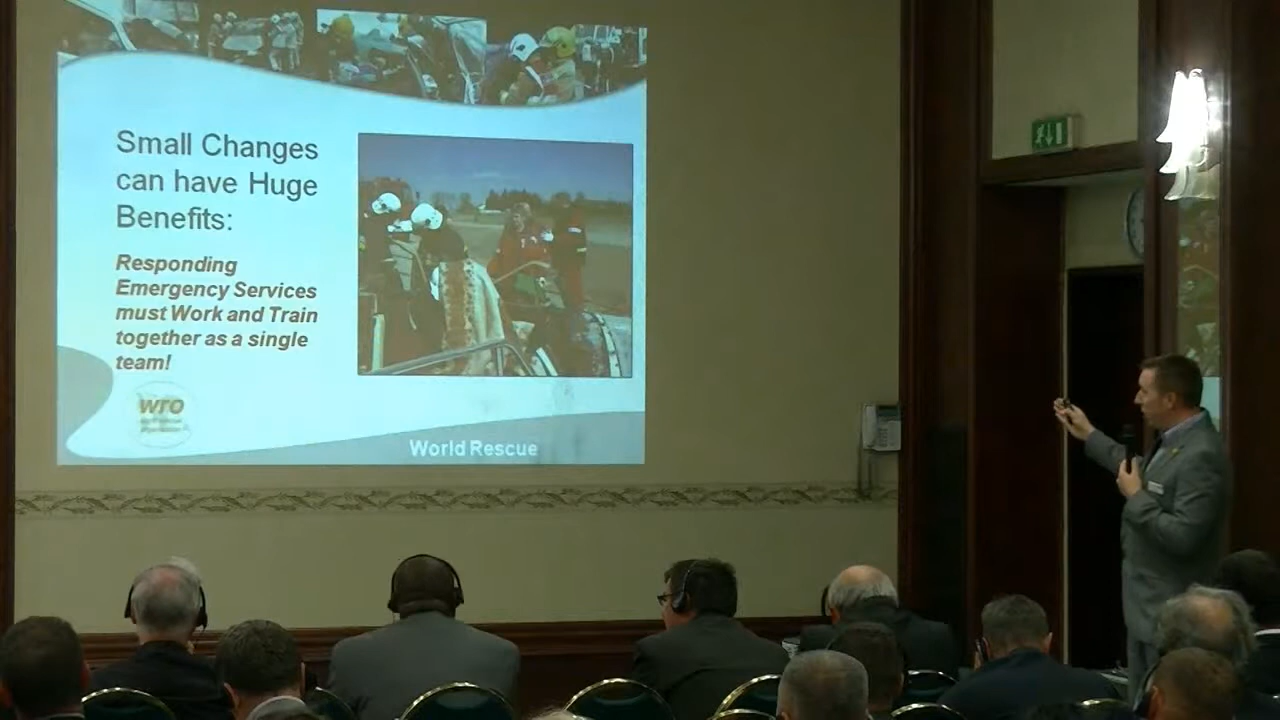 Small Changes
can have Huge
Benefits:
Responding
Emergency Services
must Work and Train
together as a single
team!
wro
World Rescue